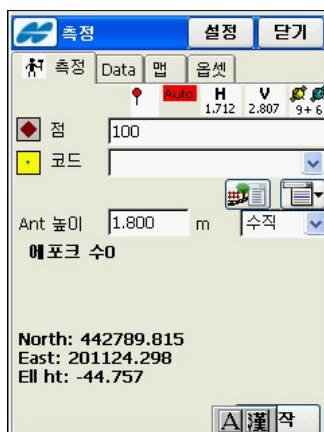 측정 설정 닫기
측정 Data 맵 옵셋
Auto H V
1.712 2.807 9+6
점 100
코드
Ant 높이 1.800 m 수직
에포크 수0
North: 442789.815
East: 201124.298
Ell ht: -44.757
A 漢 작